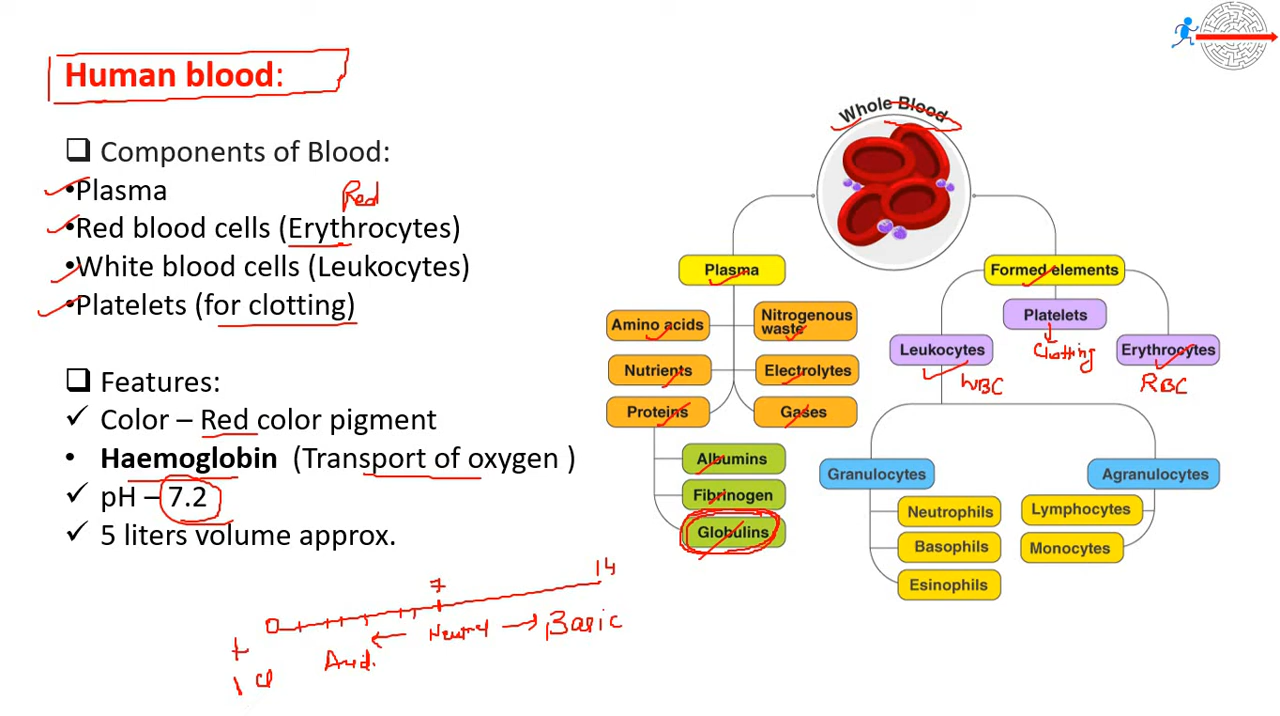 Human blood:
❑ Components of Blood:
•Plasma
Red
•Red blood cells (Erythrocytes)
•White blood cells (Leukocytes)
•Platelets (for clotting)
❑ Features:
✓ Color – Red color pigment
• Haemoglobin (Transport of oxygen )
✓ pH – 7.2
✓ 5 liters volume approx.
0 7 14
Acid. Neutral Basic
Whole Blood
Plasma
Formed elements
Amino acids
Nitrogenous
waste
Nutrients
Electrolytes
Proteins
Gases
Albumins
Fibrinogen
Globulins
Platelets
Clotting
Leukocytes
WBC
Erythrocytes
RBC
Granulocytes
Agranulocytes
Neutrophils
Basophils
Esinophils
Lymphocytes
Monocytes